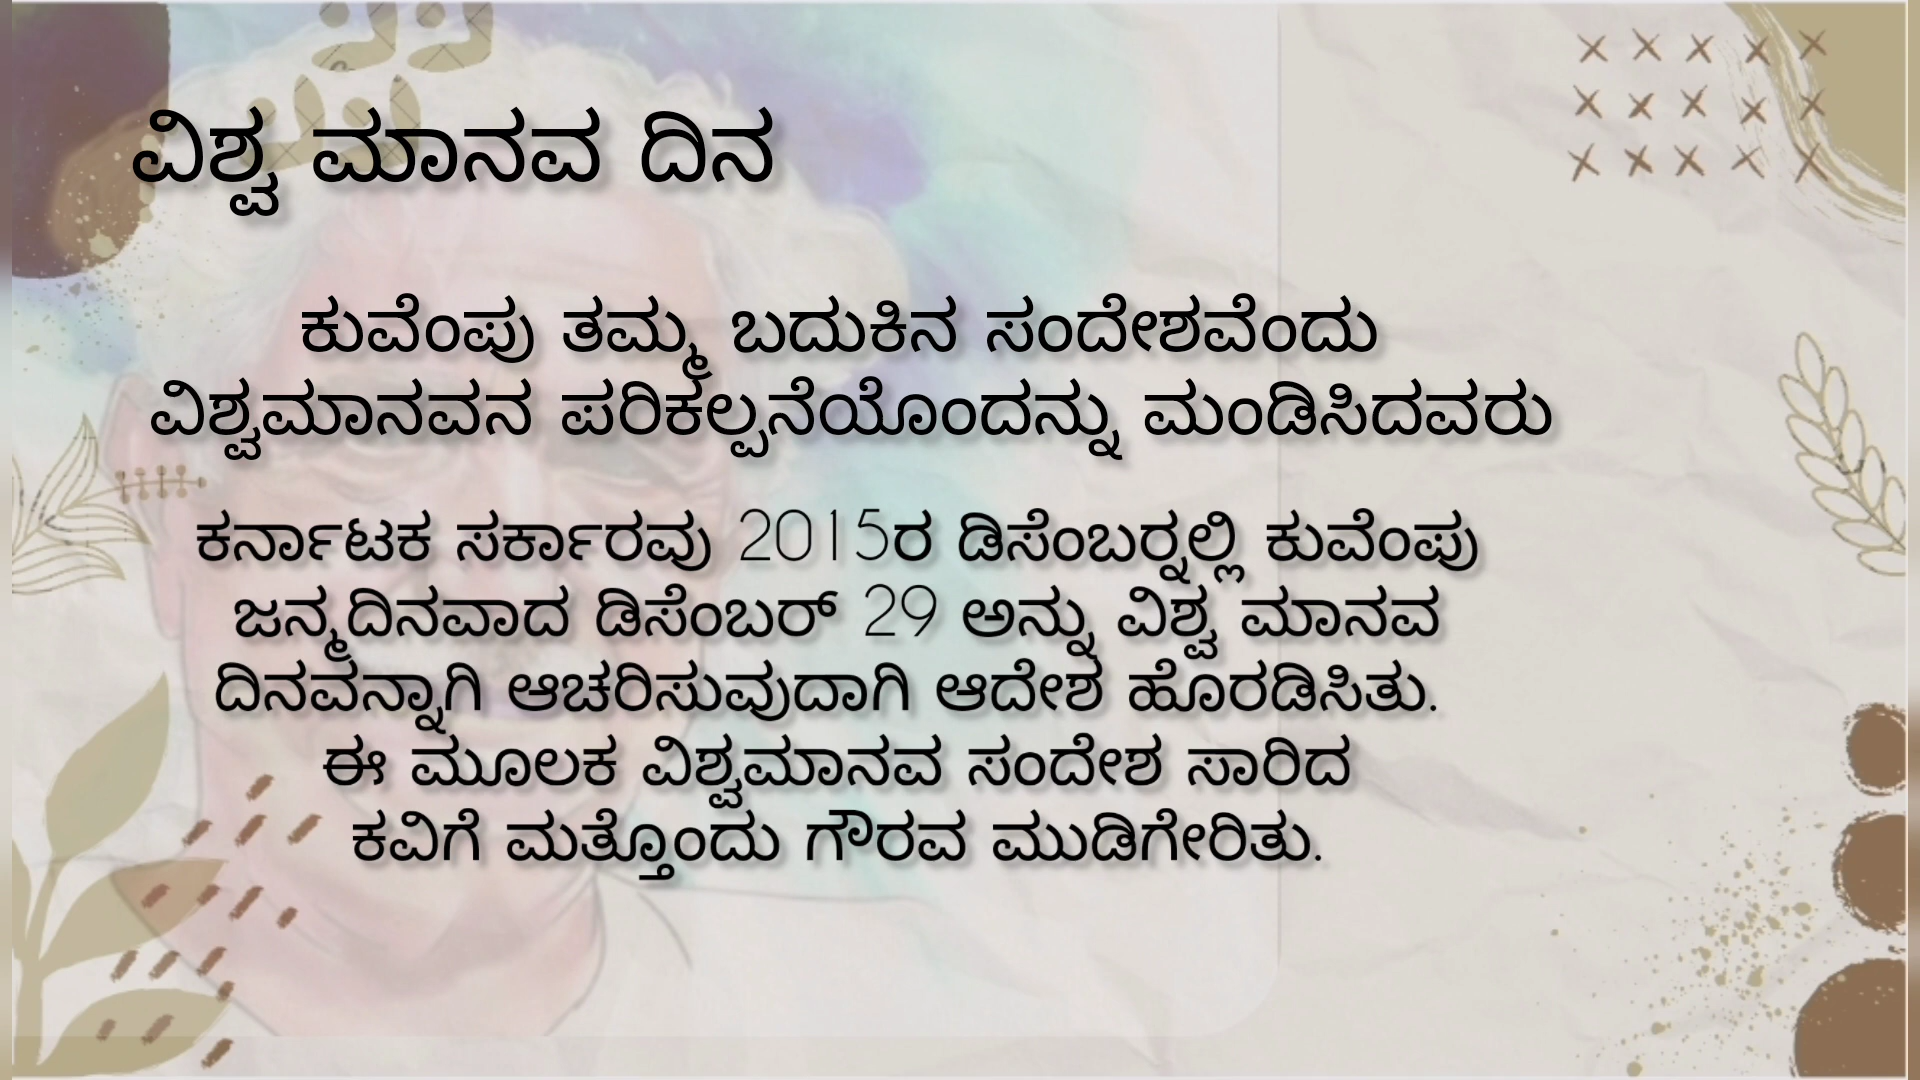 ವಿಶ್ವ ಮಾನವ ದಿನ
ಕುವೆಂಪು ತಮ್ಮ ಬದುಕಿನ ಸಂದೇಶವೆಂದು
ವಿಶ್ವಮಾನವನ ಪರಿಕಲ್ಪನೆಯೊಂದನ್ನು ಮಂಡಿಸಿದವರು
ಕರ್ನಾಟಕ ಸರ್ಕಾರವು 2015ರ ಡಿಸೆಂಬರ್‍ನಲ್ಲಿ ಕುವೆಂಪು
ಜನ್ಮದಿನವಾದ ಡಿಸೆಂಬರ್ 29 ಅನ್ನು ವಿಶ್ವ ಮಾನವ
ದಿನವನ್ನಾಗಿ ಆಚರಿಸುವುದಾಗಿ ಆದೇಶ ಹೊರಡಿಸಿತು.
ಈ ಮೂಲಕ ವಿಶ್ವಮಾನವ ಸಂದೇಶ ಸಾರಿದ
ಕವಿಗೆ ಮತ್ತೊಂದು ಗೌರವ ಮುಡಿಗೇರಿತು.